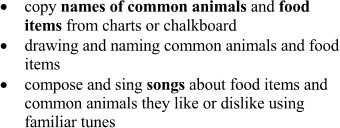 • copy names of common animals and food
items from charts or chalkboard
• drawing and naming common animals and food
items
• compose and sing songs about food items and
common animals they like or dislike using
familiar tunes